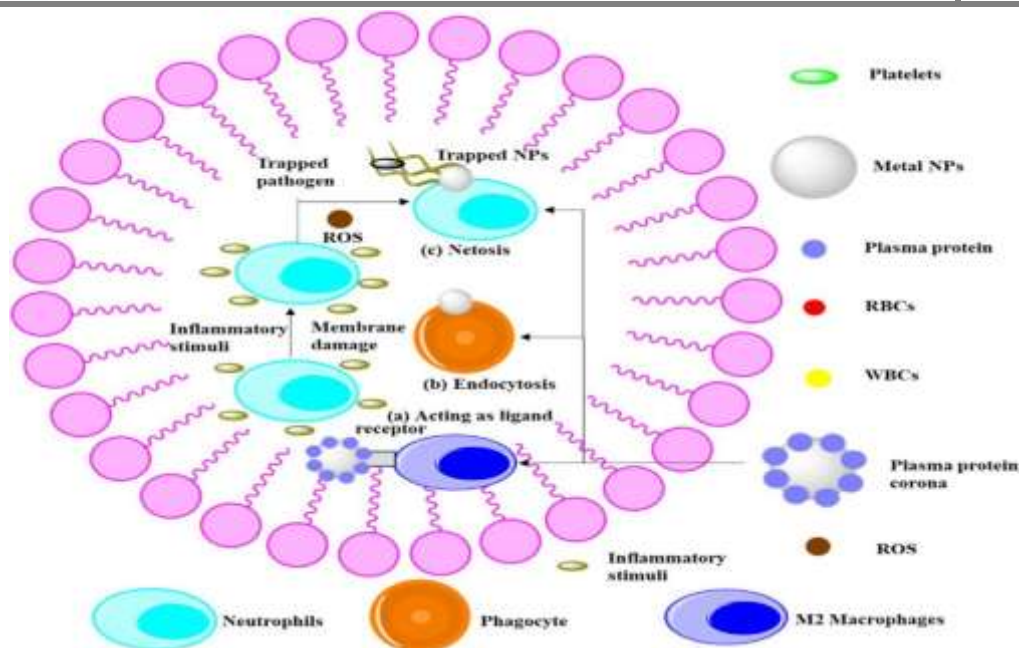 Platelets
Trapped
pathogen
Trapped NPs
Metal NPs
ROS
(c) Netosis
Plasma protein
Inflammatory
stimuli
Membrane
damage
RBCs
(b) Endocytosis
WBCs
(a) Acting as ligand
receptor
Plasma protein
corona
ROS
Inflammatory
stimuli
Neutrophils
Phagocyte
M2 Macrophages